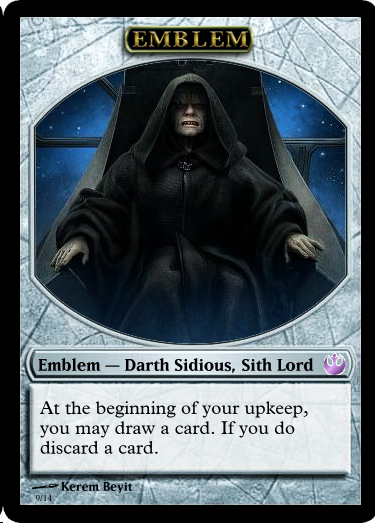 EMBLEM
Emblem — Darth Sidious, Sith Lord
At the beginning of your upkeep,
you may draw a card. If you do
discard a card.
Kerem Beyit
9/14